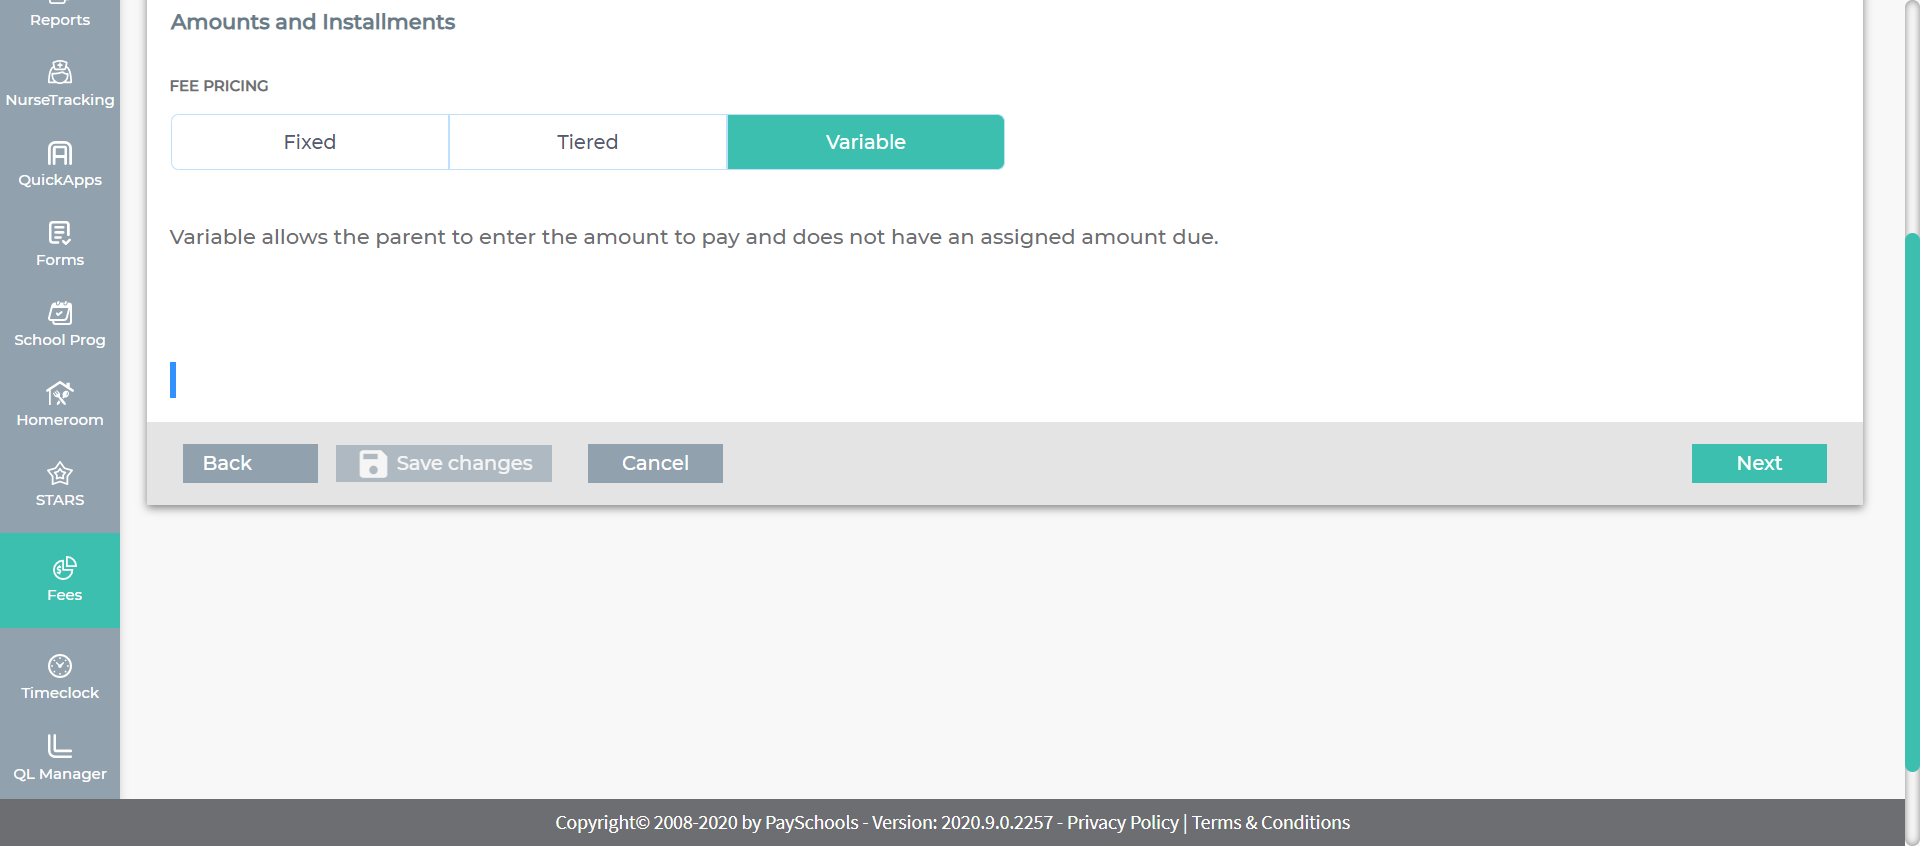 Reports
NurseTracking
QuickApps
Forms
School Prog
Homeroom
STARS
Fees
Timeclock
QL Manager
Amounts and Installments
FEE PRICING
Fixed Tiered Variable
Variable allows the parent to enter the amount to pay and does not have an assigned amount due.
Back Save changes Cancel Next
Copyright© 2008-2020 by PaySchools - Version: 2020.9.0.2257 - Privacy Policy | Terms & Conditions